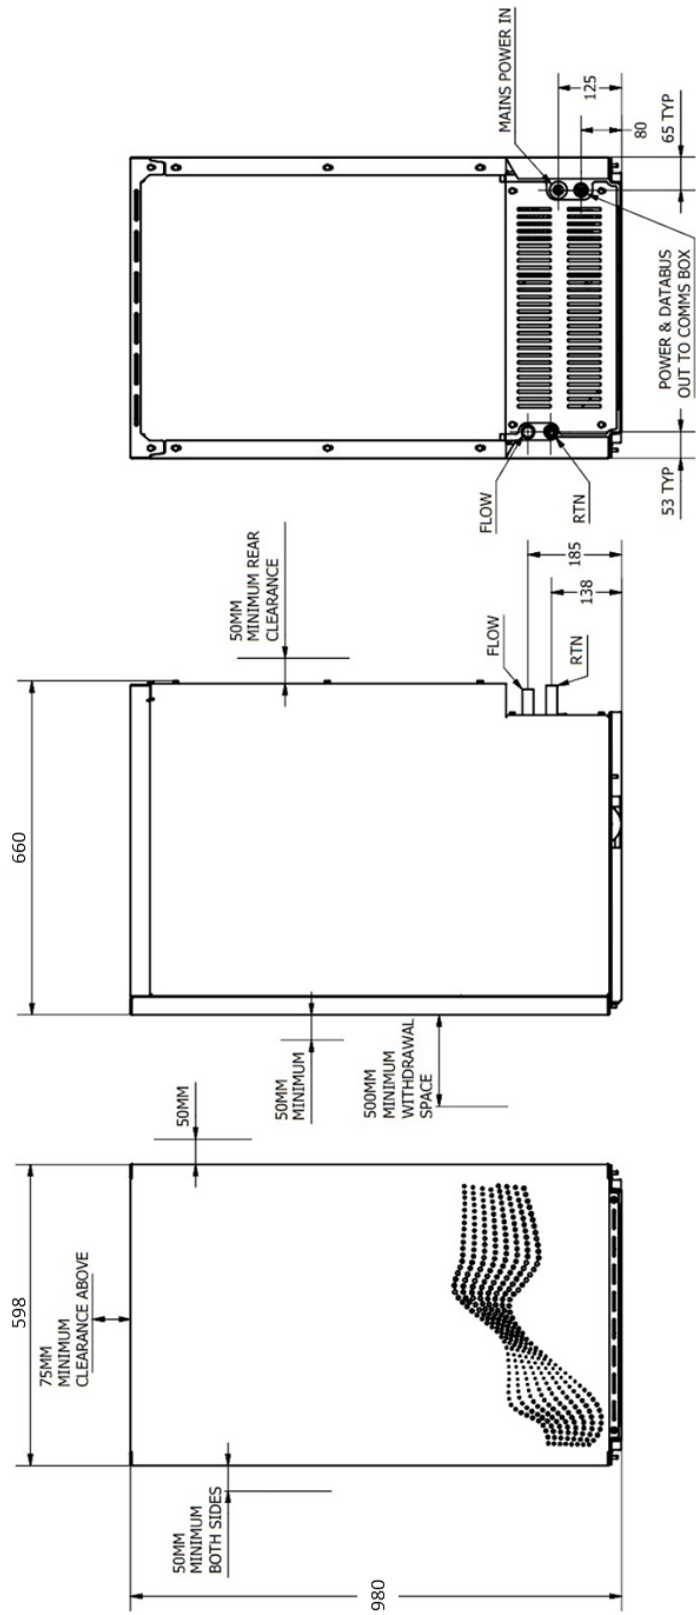 598
75MM
MINIMUM
CLEARANCE ABOVE
50MM
50MM
MINIMUM
BOTH SIDES
980
660
50MM
MINIMUM
500MM
MINIMUM
WITHDRAWAL
SPACE
50MM
MINIMUM REAR
CLEARANCE
FLOW
RTN
185
138
MAINS POWER IN
125
80
65 TYP
POWER & DATABUS
OUT TO COMMS BOX
FLOW
RTN
53 TYP